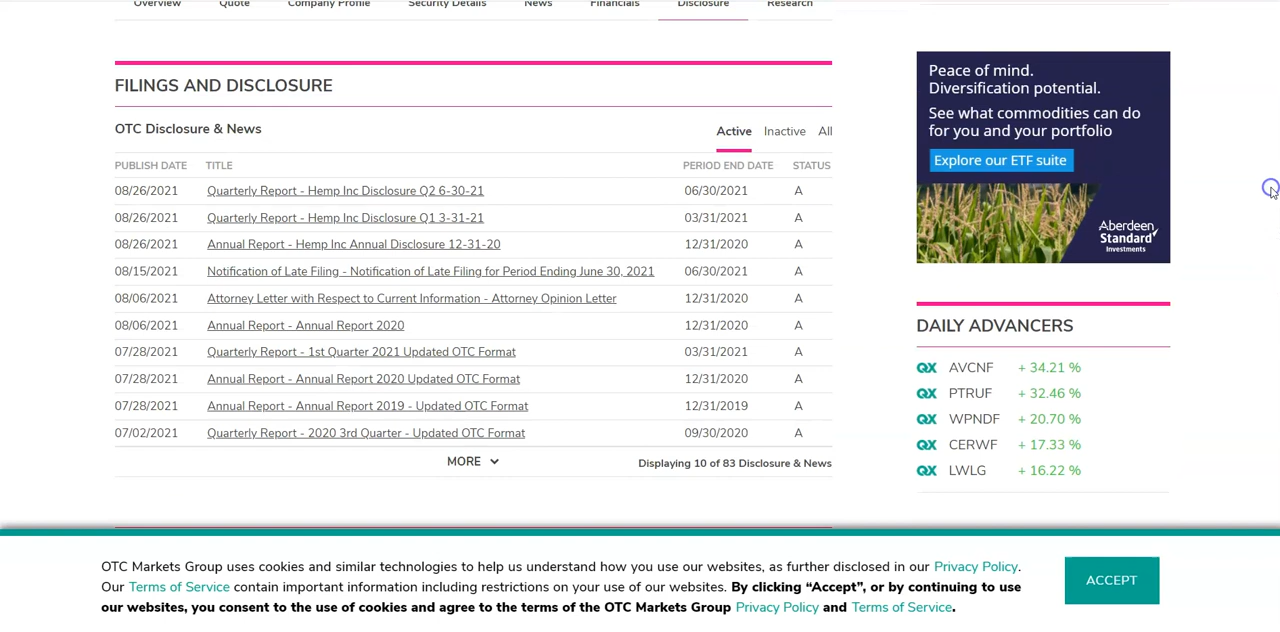 Overview Quote Company Profile Security Details News Financials Disclosure Research
FILINGS AND DISCLOSURE
OTC Disclosure & News
Active Inactive All
PUBLISH DATE TITLE PERIOD END DATE STATUS
08/26/2021 Quarterly Report - Hemp Inc Disclosure Q2 6-30-21 06/30/2021 A
08/26/2021 Quarterly Report - Hemp Inc Disclosure Q1 3-31-21 03/31/2021 A
08/26/2021 Annual Report - Hemp Inc Annual Disclosure 12-31-20 12/31/2020 A
08/15/2021 Notification of Late Filing - Notification of Late Filing for Period Ending June 30, 2021 06/30/2021 A
08/06/2021 Attorney Letter with Respect to Current Information - Attorney Opinion Letter 12/31/2020 A
08/06/2021 Annual Report - Annual Report 2020 12/31/2020 A
07/28/2021 Quarterly Report - 1st Quarter 2021 Updated OTC Format 03/31/2021 A
07/28/2021 Annual Report - Annual Report 2020 Updated OTC Format 12/31/2020 A
07/28/2021 Annual Report - Annual Report 2019 - Updated OTC Format 12/31/2019 A
07/02/2021 Quarterly Report - 2020 3rd Quarter - Updated OTC Format 09/30/2020 A
MORE
Displaying 10 of 83 Disclosure & News
Peace of mind.
Diversification potential.
See what commodities can do
for you and your portfolio
Explore our ETF suite
Aberdeen
Standard
Investments
DAILY ADVANCERS
QX AVCNF + 34.21 %
QX PTRUF + 32.46 %
QX WPNDF + 20.70 %
QX CERWF + 17.33 %
QX LWLG + 16.22 %
OTC Markets Group uses cookies and similar technologies to help us understand how you use our websites, as further disclosed in our Privacy Policy.
Our Terms of Service contain important information including restrictions on your use of our websites. By clicking “Accept”, or by continuing to use
our websites, you consent to the use of cookies and agree to the terms of the OTC Markets Group Privacy Policy and Terms of Service.
ACCEPT